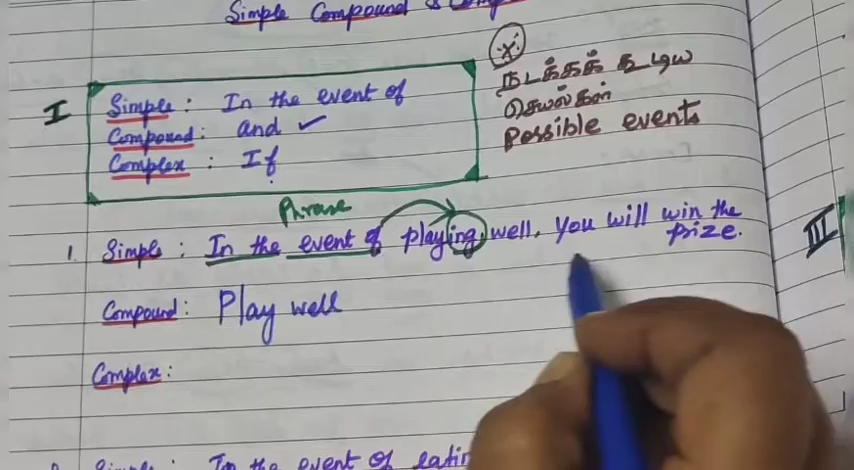 Simple Compound &
I
Simple : In the event of
Compound : and ✓
Complex : If
(x)
நடக்கக் கூடிய
செயல்கள்
Possible events
Phrase
1. Simple : In the event of playing well, you will win the
prize.
III
Compound : Play well
Complex :
Simple : In the event of